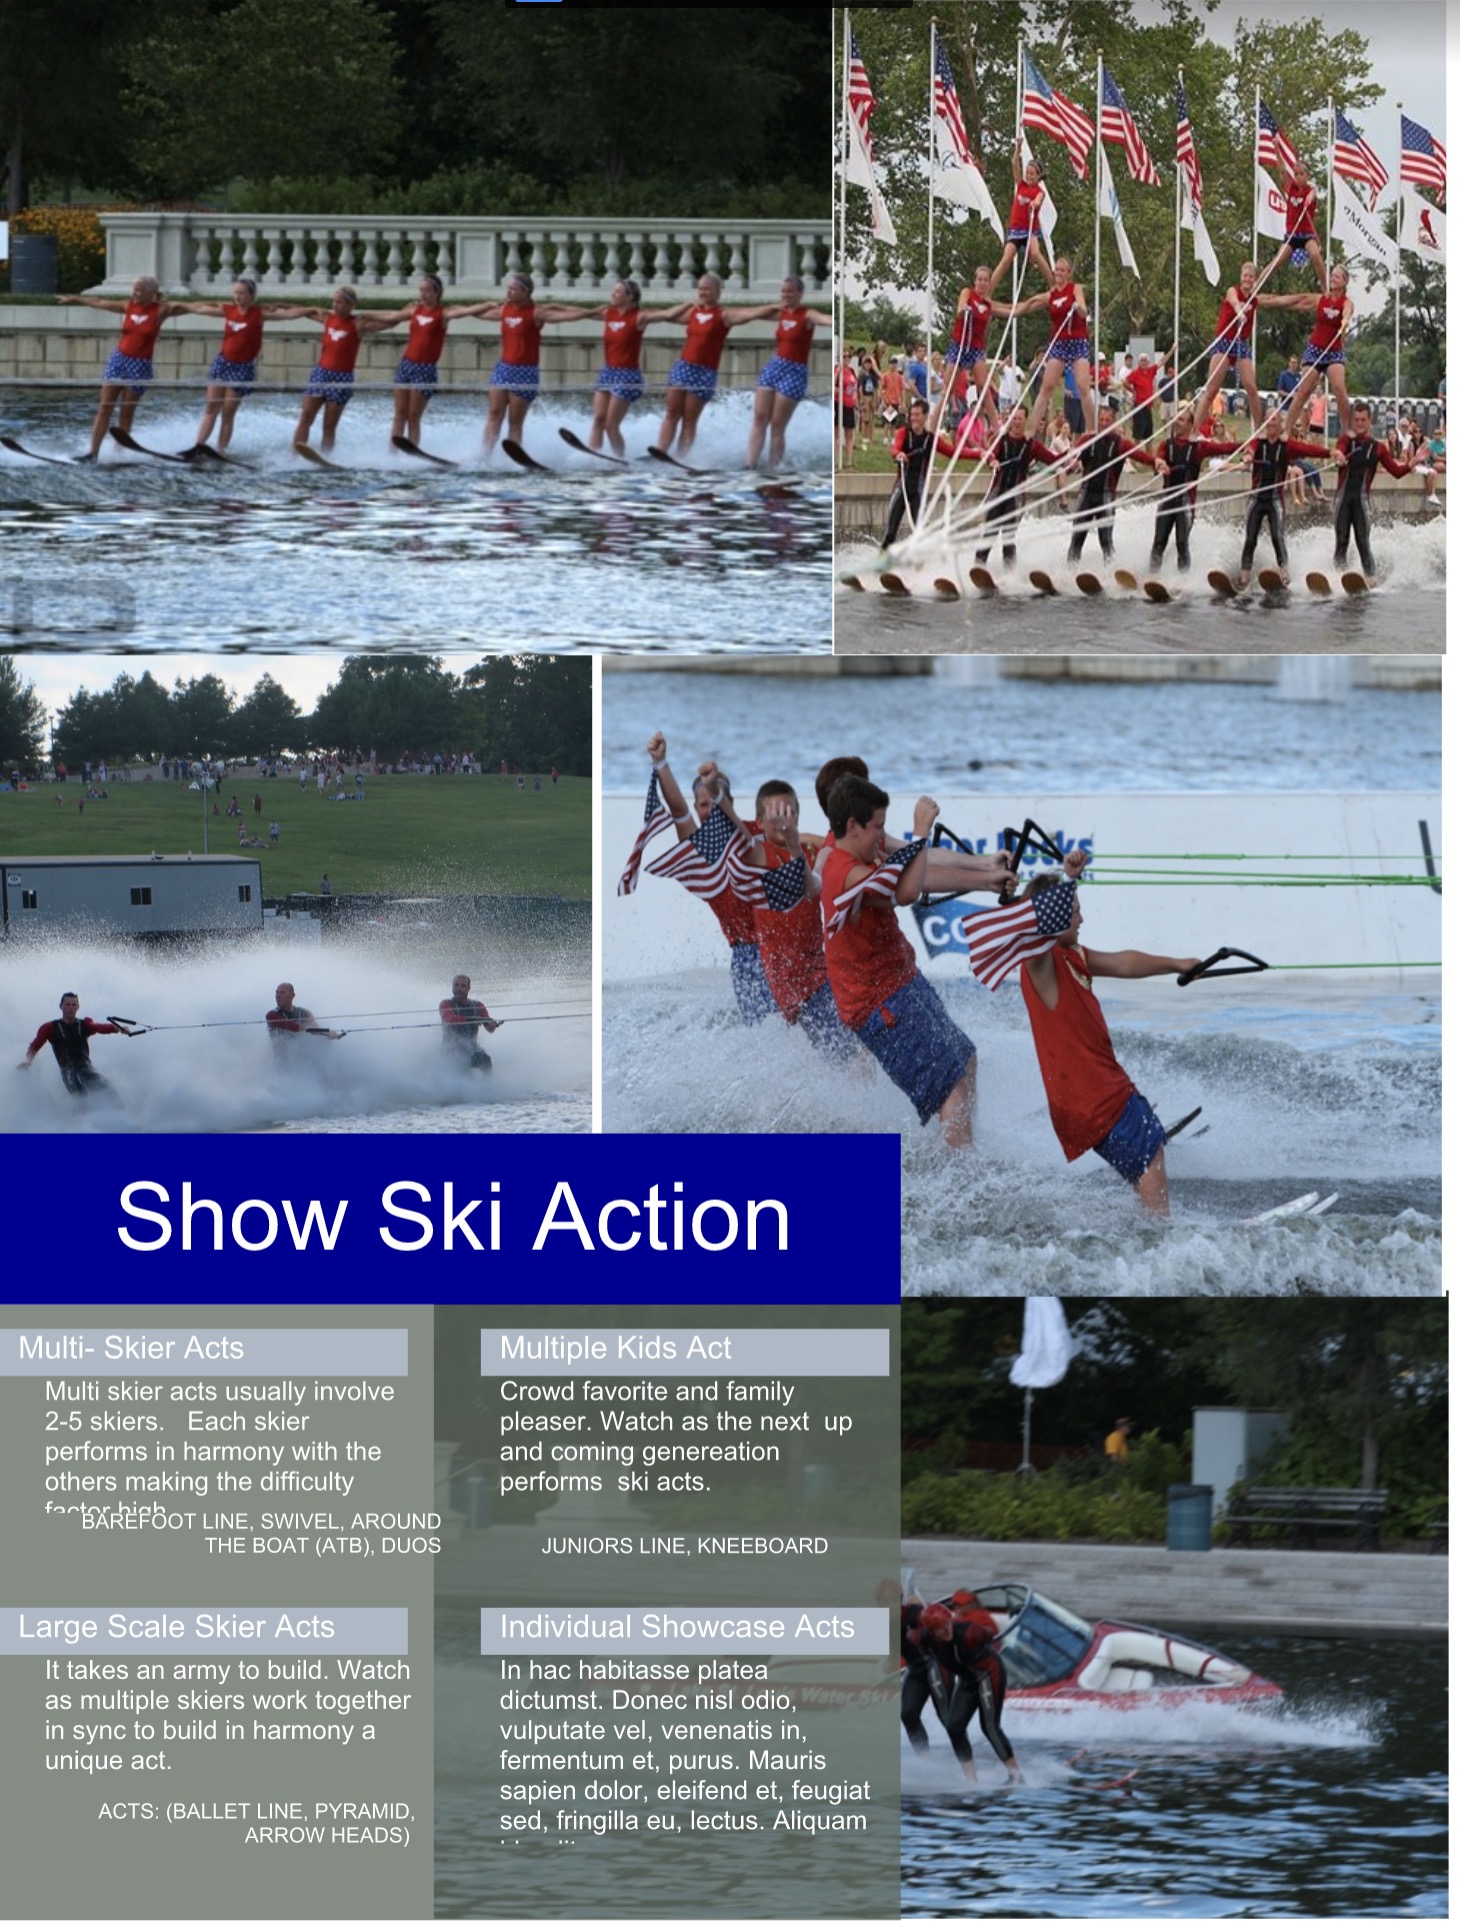 9Morgan
CO
Show Ski Action
Multi- Skier Acts
Multi skier acts usually involve
2-5 skiers.   Each skier
performs in harmony with the
others making the difficulty
factor high
BAREFOOT LINE, SWIVEL, AROUND
THE BOAT (ATB), DUOS
Multiple Kids Act
Crowd favorite and family
pleaser. Watch as the next  up
and coming genereation
performs  ski acts.
JUNIORS LINE, KNEEBOARD
Large Scale Skier Acts
It takes an army to build. Watch
as multiple skiers work together
in sync to build in harmony a
unique act.
ACTS: (BALLET LINE, PYRAMID,
ARROW HEADS)
Individual Showcase Acts
In hac habitasse platea
dictumst. Donec nisl odio,
vulputate vel, venenatis in,
fermentum et, purus. Mauris
sapien dolor, eleifend et, feugiat
sed, fringilla eu, lectus. Aliquam
Water Ski